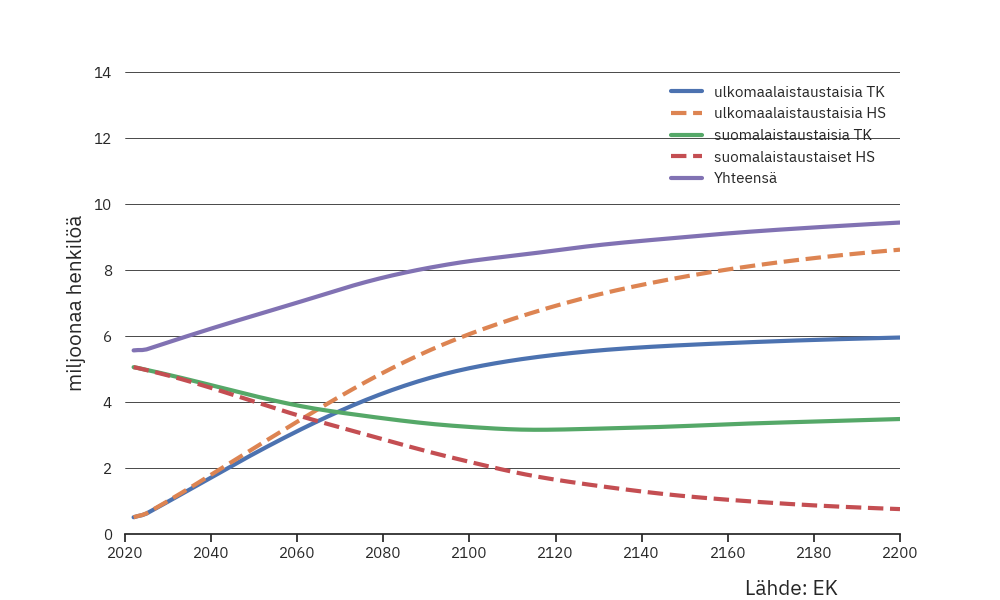 14
12
10
8
6
4
2
0
miljoonaa henkilöä
ulkomaalaistaustaisia TK
ulkomaalaistaustaisia HS
suomalaistaustaisia TK
suomalaistaustaiset HS
Yhteensä
2020 2040 2060 2080 2100 2120 2140 2160 2180 2200
Lähde: EK